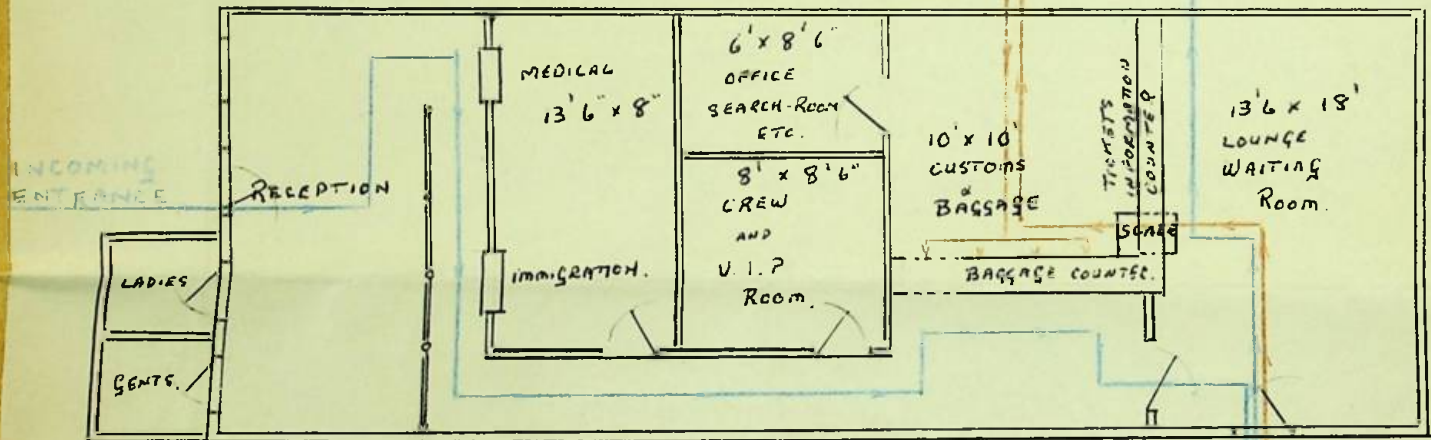 INCOMING
ENTRANCE
RECEPTION
LADIES
GENTS.
MEDICAL
13' 6" x 8"
IMMIGRATION.
6' x 8' 6"
OFFICE
SEARCH-ROOM
ETC.
8' x 8' 6"
CREW
AND
V.I.P
ROOM.
10' x 10'
CUSTOMS
&
BAGGAGE
TICKETS
INFORMATION
COUNTER
SCALE
BAGGAGE COUNTER.
13' 6 x 18'
LOUNGE
WAITING
ROOM.